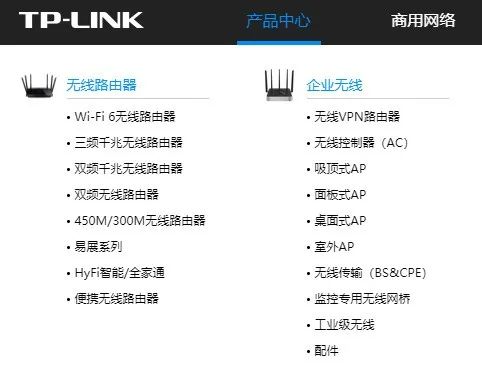 TP-LINK 产品中心 商用网络
无线路由器
• Wi-Fi 6无线路由器
• 三频千兆无线路由器
• 双频千兆无线路由器
• 双频无线路由器
• 450M/300M无线路由器
• 易展系列
• HyFi智能/全家通
• 便携无线路由器
企业无线
• 无线VPN路由器
• 无线控制器（AC）
• 吸顶式AP
• 面板式AP
• 桌面式AP
• 室外AP
• 无线传输（BS&CPE）
• 监控专用无线网桥
• 工业级无线
• 配件